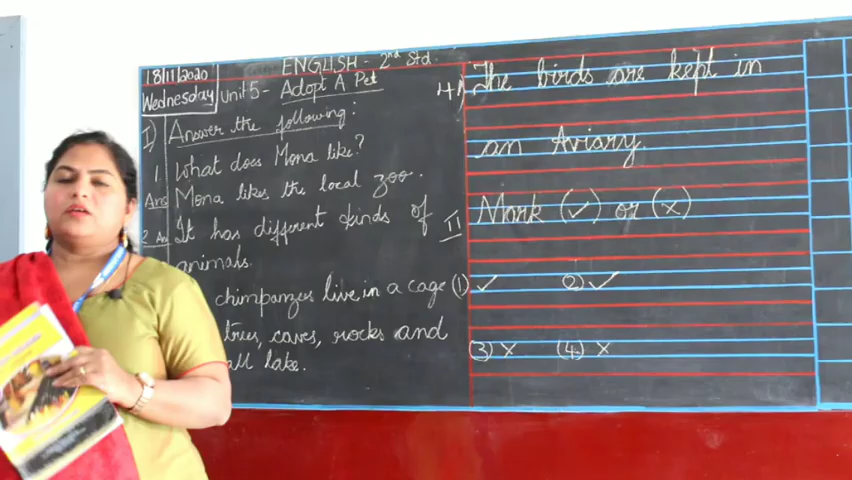 18/11/2020
Wednesday
ENGLISH - 2nd Std.
Unit 5- Adopt A Pet
I) Answer the following:
1. What does Mona like?
Ans Mona likes the local zoo.
2 Ans It has different kinds of
animals.
chimpanzees live in a cage
trees, caves, rocks and
all lake.
4) The birds are kept in
an Aviary.
II Mark (✓) or (x)
(1) ✓ (2) ✓
(3) x (4) x